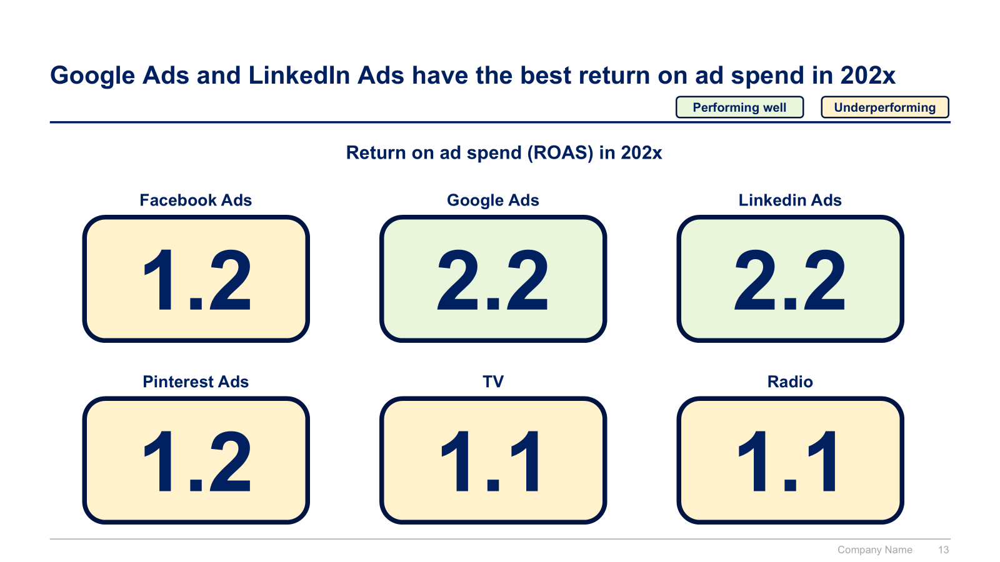 Google Ads and LinkedIn Ads have the best return on ad spend in 202x
Performing well
Underperforming
Return on ad spend (ROAS) in 202x
Facebook Ads
Google Ads
Linkedin Ads
1.2
2.2
2.2
Pinterest Ads
TV
Radio
1.2
1.1
1.1
Company Name
13